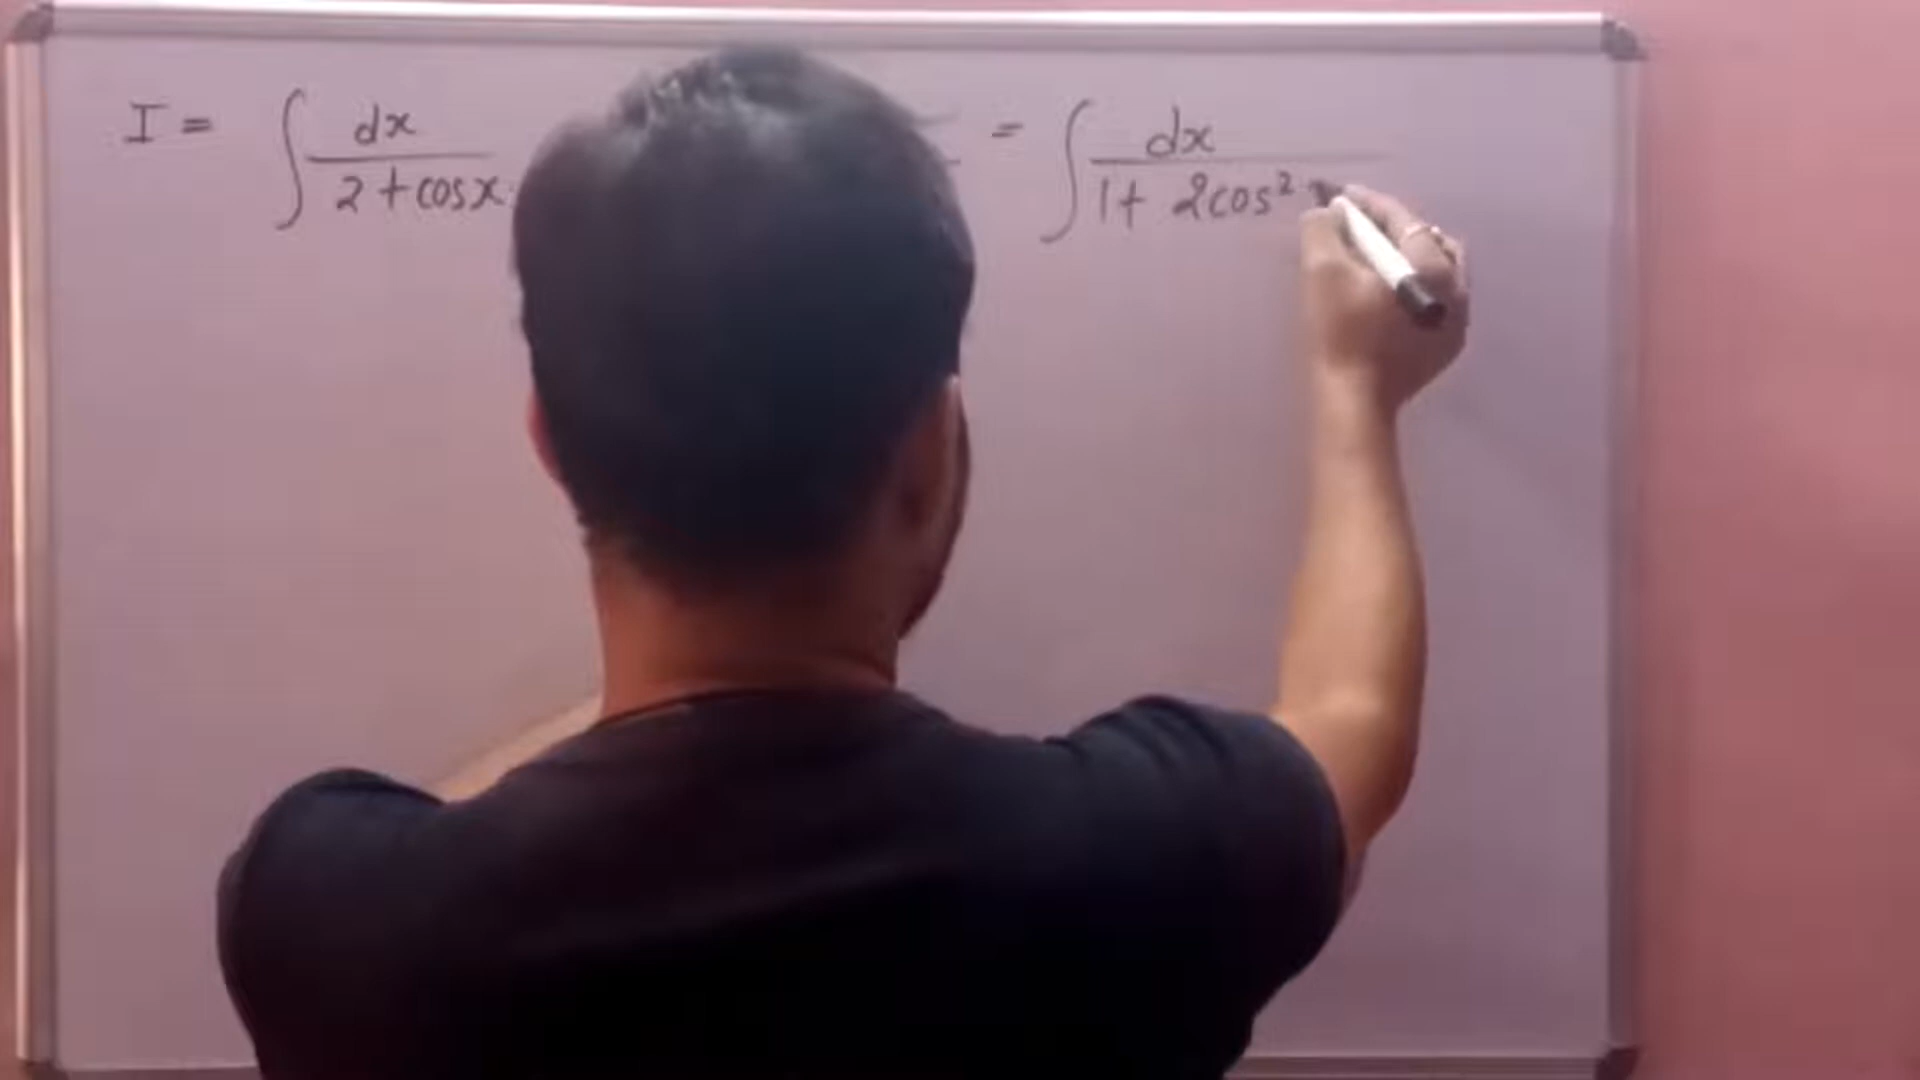 I = ∫ dx / 2 + cosx = ∫ dx / 1 + 2cos²